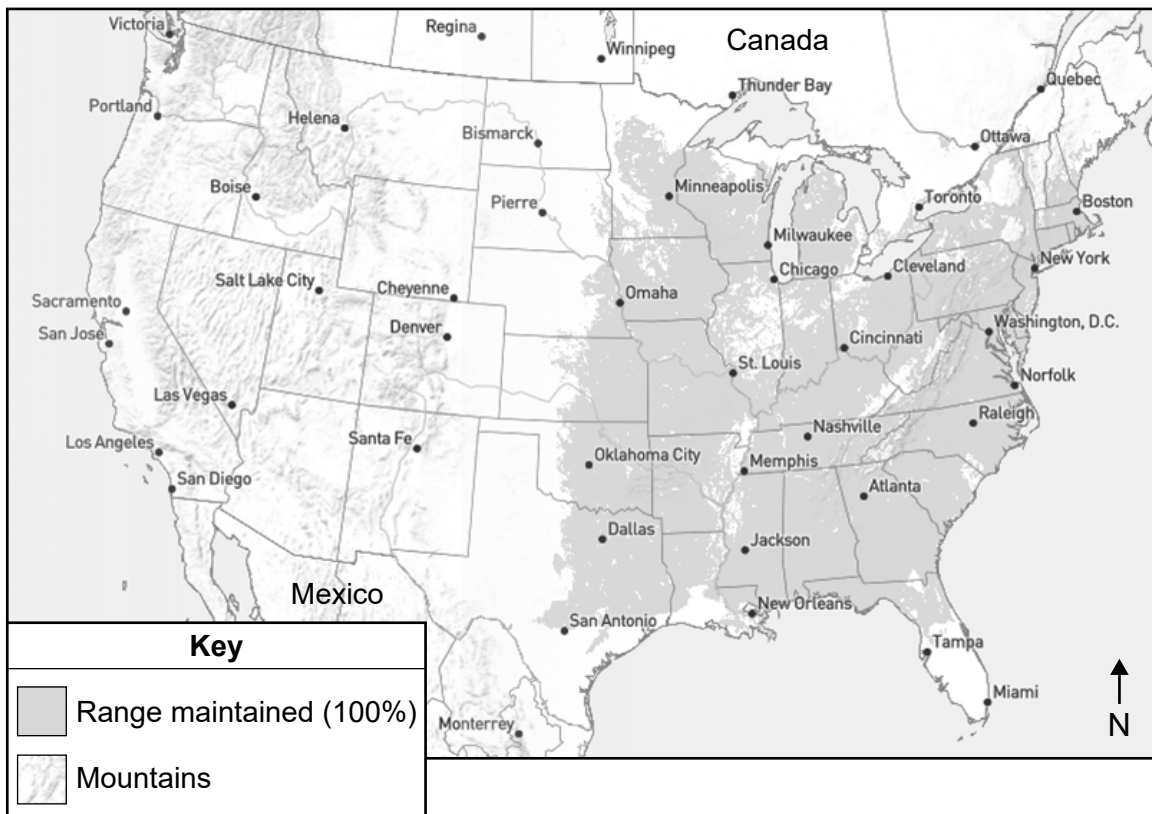 Victoria
Regina
Winnipeg
Canada
Thunder Bay
Quebec
Portland
Helena
Bismarck
Ottawa
Boise
Pierre
Minneapolis
Toronto
Boston
Milwaukee
Salt Lake City
Cheyenne
Omaha
Chicago
Cleveland
New York
Sacramento
San Jose
Denver
St. Louis
Cincinnati
Washington, D.C.
Las Vegas
Norfolk
Los Angeles
Santa Fe
Oklahoma City
Nashville
Memphis
Raleigh
San Diego
Atlanta
Dallas
Jackson
Mexico
San Antonio
New Orleans
Tampa
Miami
Monterrey
N
Key
Range maintained (100%)
Mountains